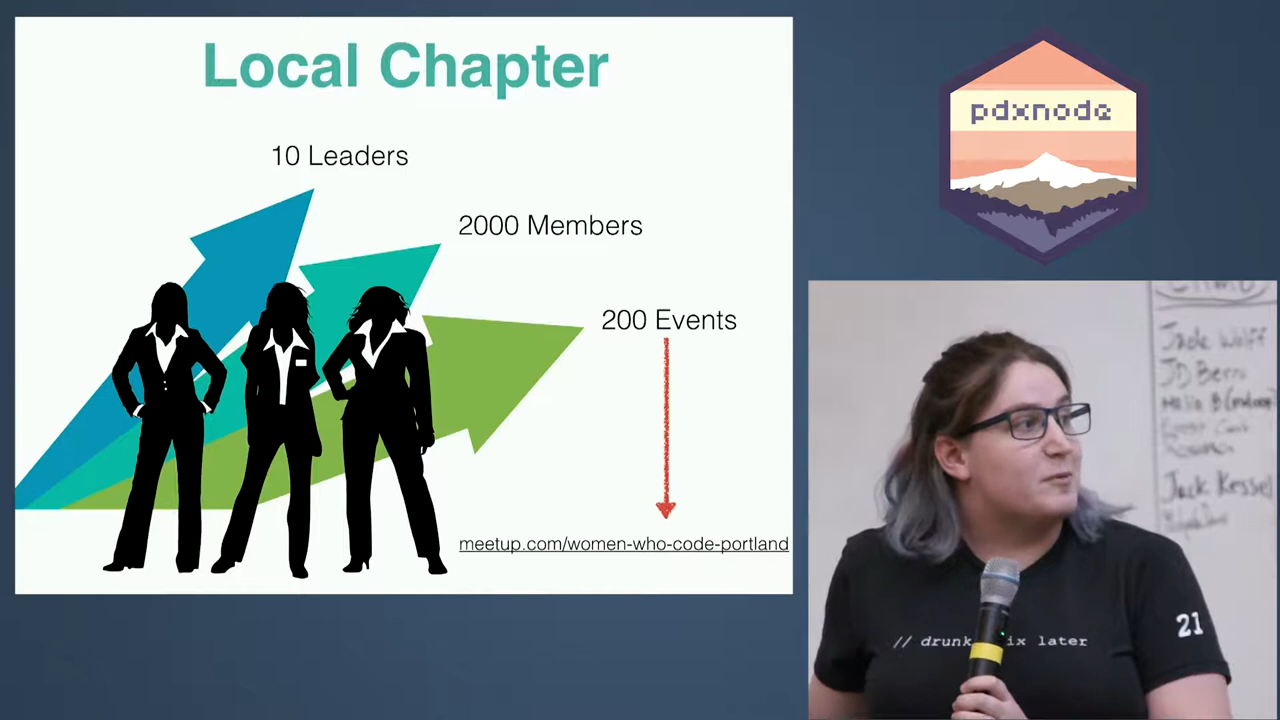 Local Chapter
10 Leaders
2000 Members
200 Events
meetup.com/women-who-code-portland
pdxnode
Jade Wolff
JD Berry
Jack Kessel
// drunk ix later
21